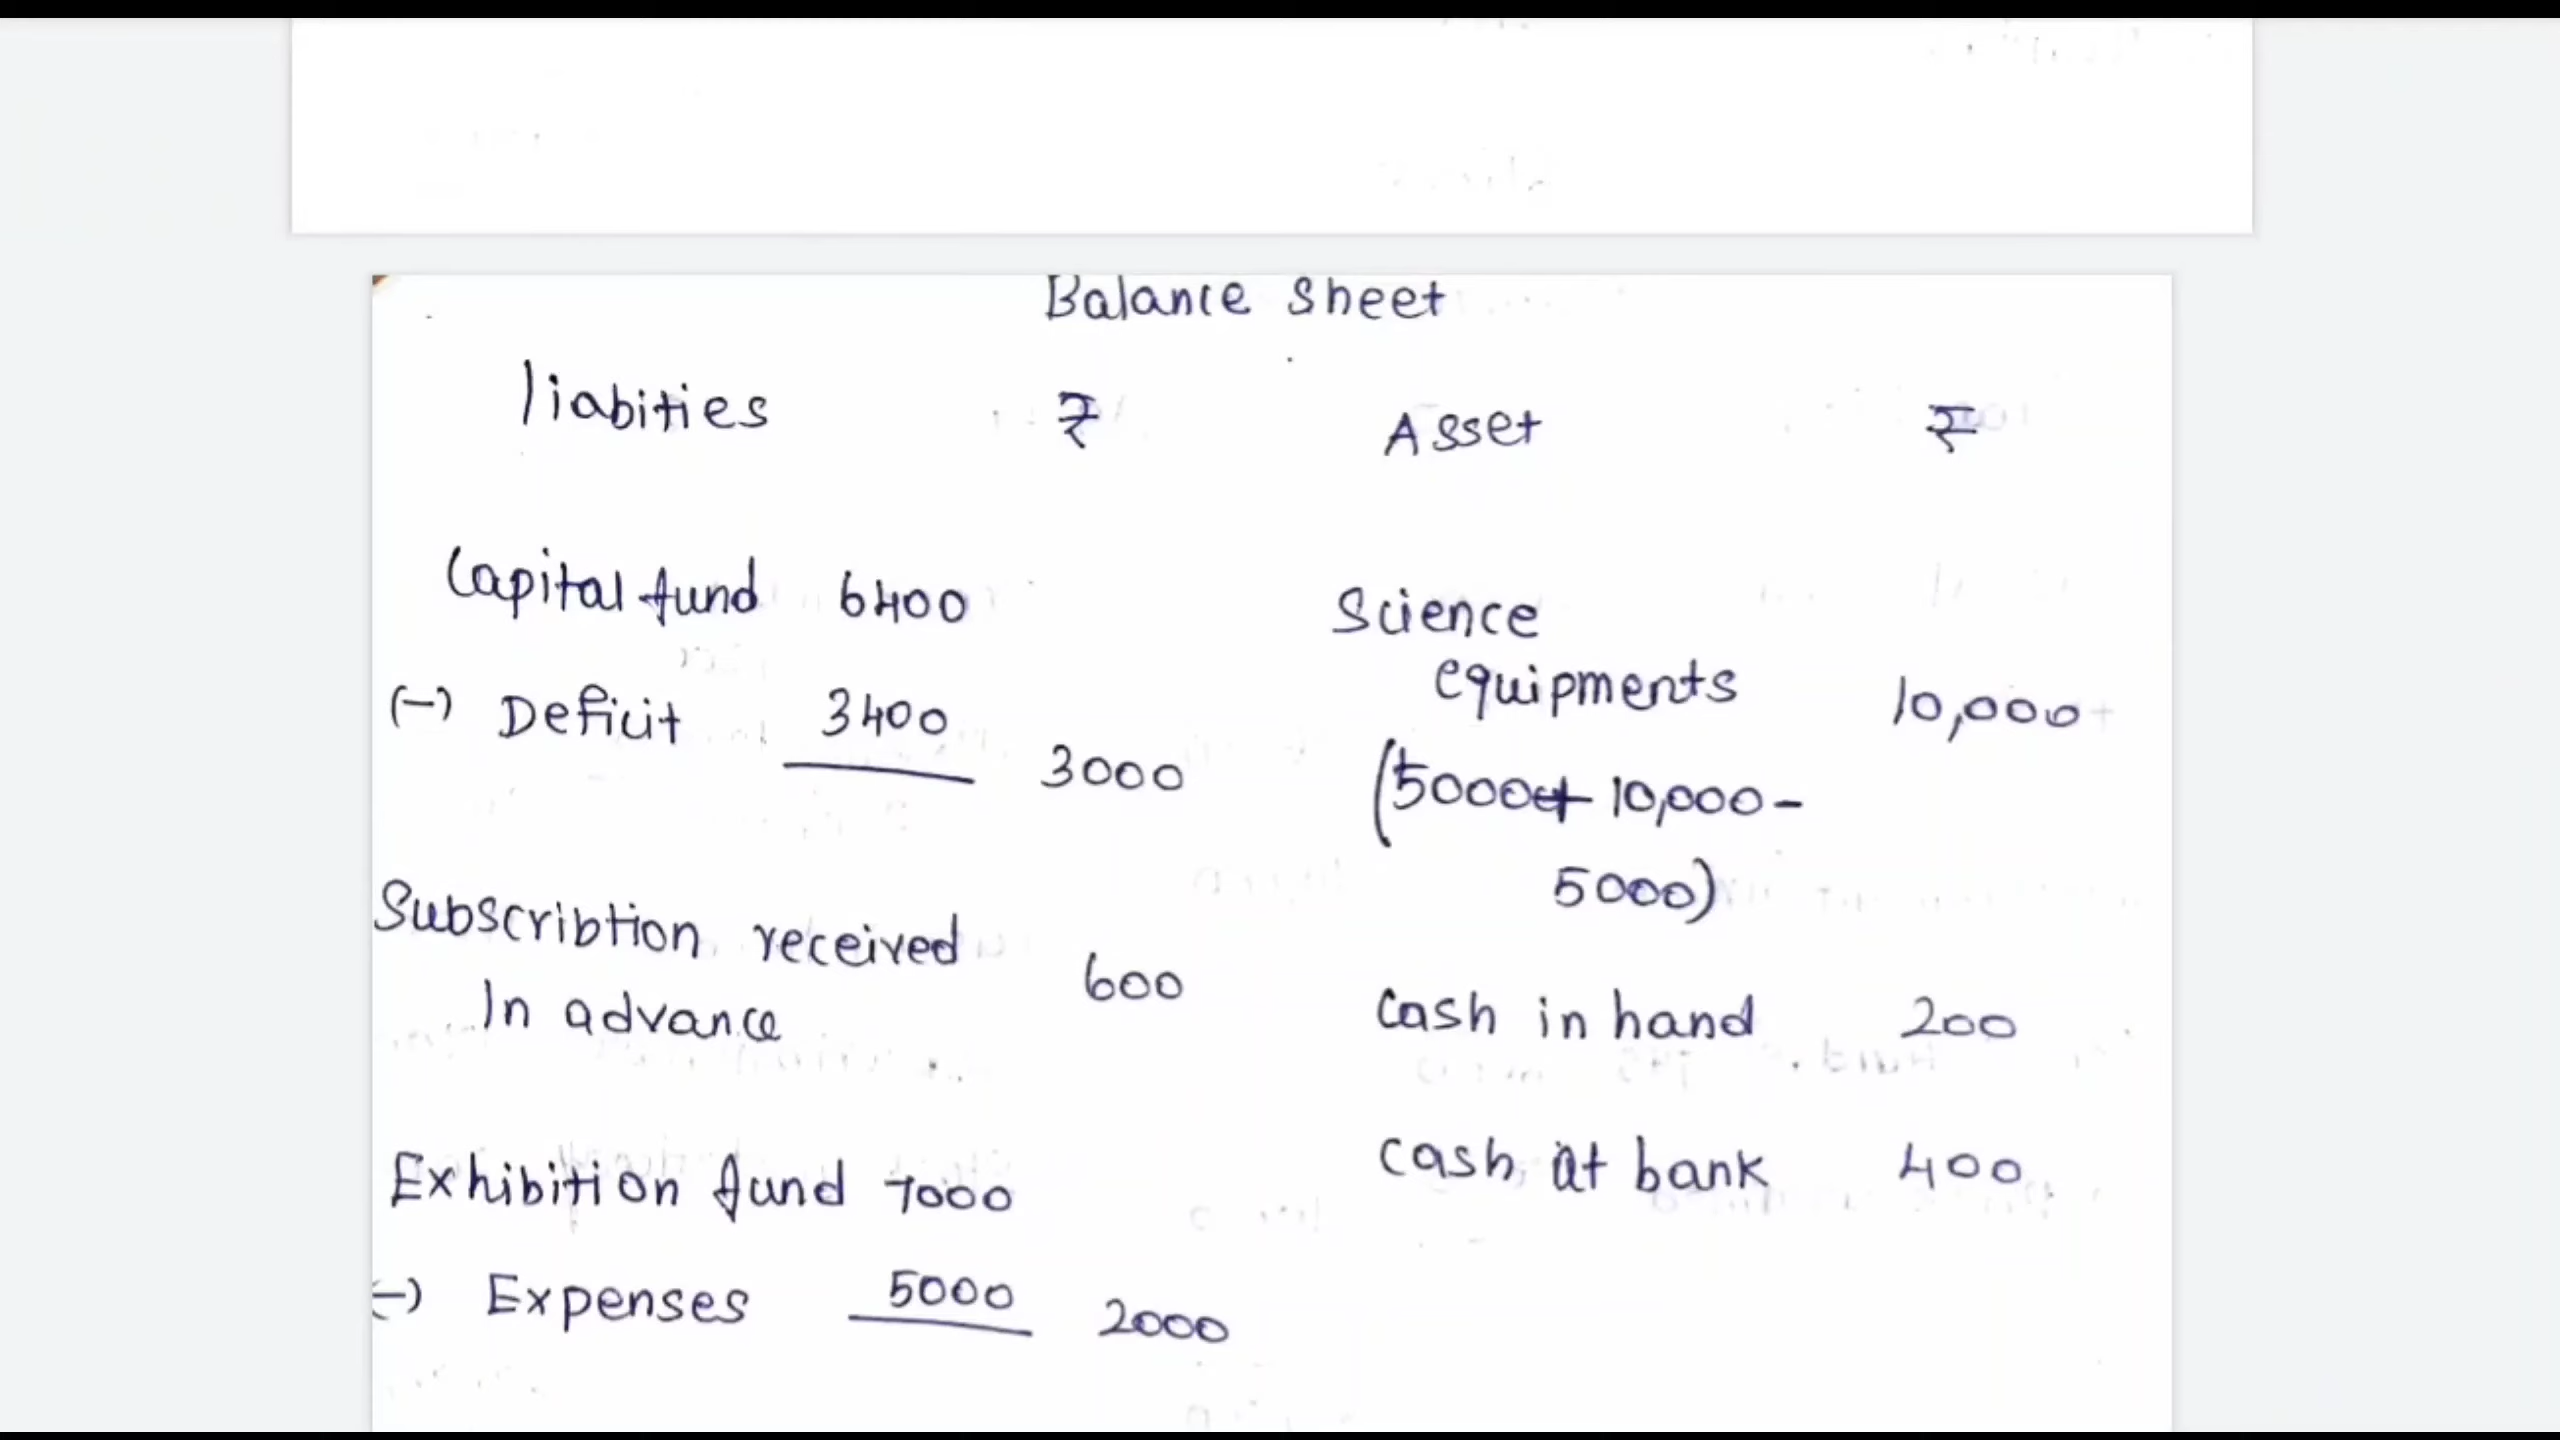 Balance Sheet
liabities ₹ Asset ₹
Capital fund 6400
(-) Deficit 3400 3000
Science
equipments 10,000
(5000+ 10,000-
5000)
Subscribtion received
In advance 600
Cash in hand 200
Cash at bank 400
Exhibition fund 7000
(-) Expenses 5000 2000